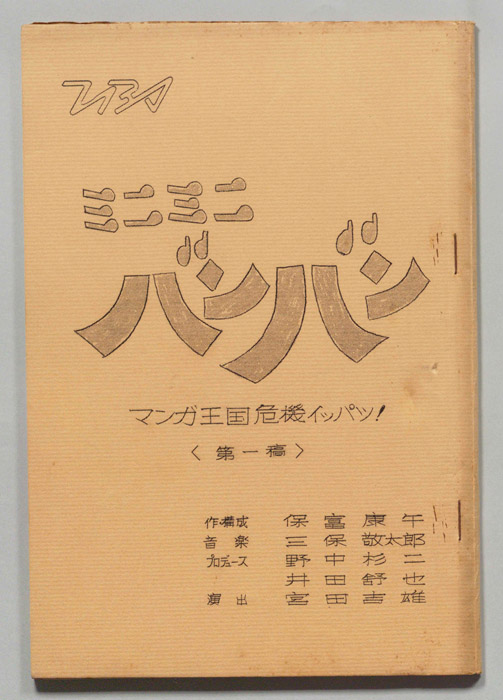 TBS
ミニミニ
バンバン
マンガ王国危機イッパツ!
〈第一稿〉
作・構成 保富康午
音楽 三保敬太郎
プロデュース 野中杉二
井田舒也
演出 宮田吉雄